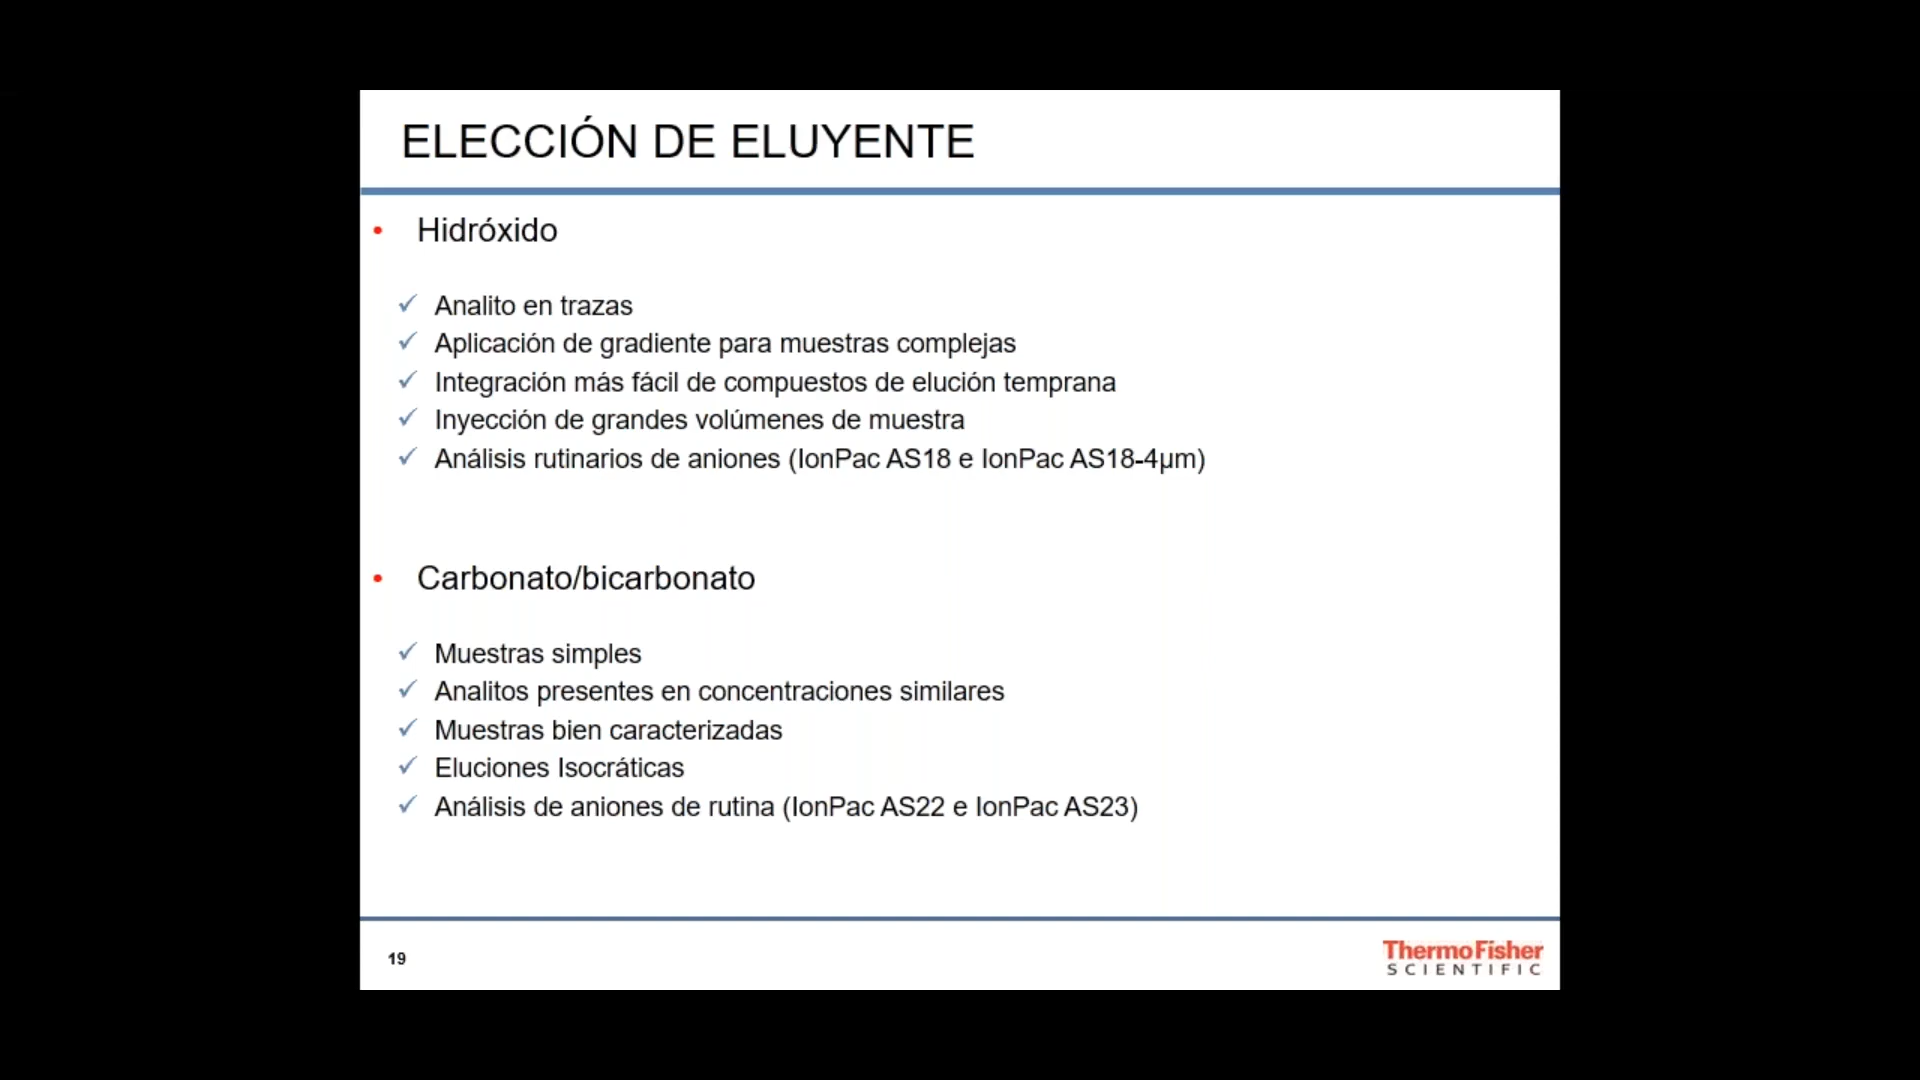 ELECCIÓN DE ELUYENTE
• Hidróxido
✓ Analito en trazas
✓ Aplicación de gradiente para muestras complejas
✓ Integración más fácil de compuestos de elución temprana
✓ Inyección de grandes volúmenes de muestra
✓ Análisis rutinarios de aniones (IonPac AS18 e IonPac AS18-4µm)
• Carbonato/bicarbonato
✓ Muestras simples
✓ Analitos presentes en concentraciones similares
✓ Muestras bien caracterizadas
✓ Eluciones Isocráticas
✓ Análisis de aniones de rutina (IonPac AS22 e IonPac AS23)
19
ThermoFisher
SCIENTIFIC